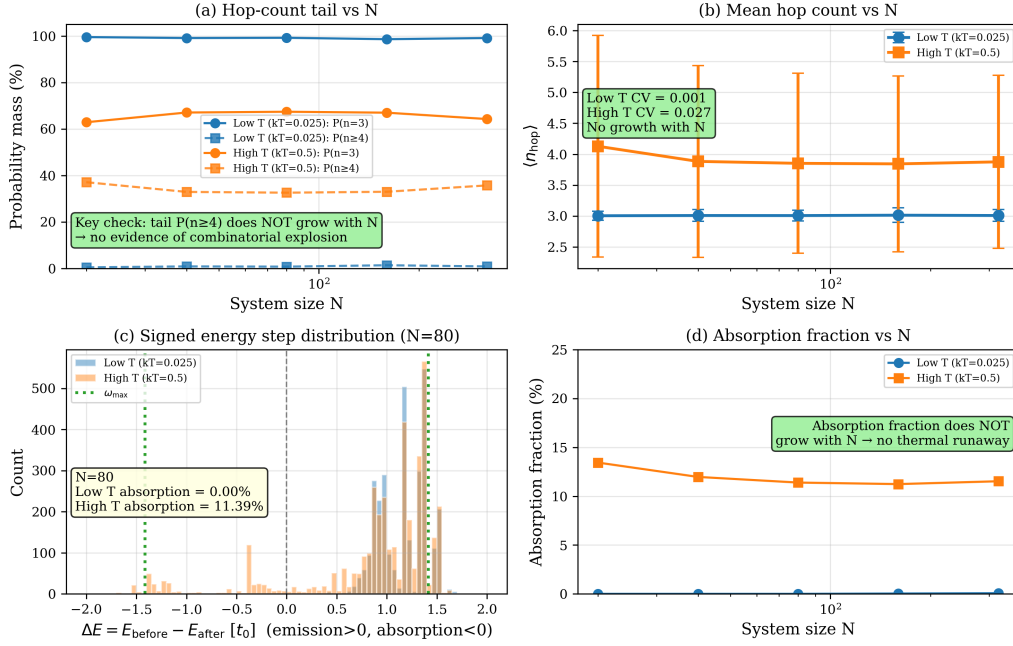 (a) Hop-count tail vs N
100
80
60
40
20
0
Probability mass (%)
Low T (kT=0.025): P(n=3)
Low T (kT=0.025): P(n≥4)
High T (kT=0.5): P(n=3)
High T (kT=0.5): P(n≥4)
Key check: tail P(n≥4) does NOT grow with N
→ no evidence of combinatorial explosion
10²
System size N
(b) Mean hop count vs N
6.0
5.5
5.0
4.5
4.0
3.5
3.0
2.5
⟨n_hop⟩
Low T (kT=0.025)
High T (kT=0.5)
Low T CV = 0.001
High T CV = 0.027
No growth with N
10²
System size N
(c) Signed energy step distribution (N=80)
500
400
300
200
100
0
Count
Low T (kT=0.025)
High T (kT=0.5)
ω_max
N=80
Low T absorption = 0.00%
High T absorption = 11.39%
−2.0 −1.5 −1.0 −0.5 0.0 0.5 1.0 1.5 2.0
ΔE = E_before − E_after [t₀] (emission>0, absorption<0)
(d) Absorption fraction vs N
25
20
15
10
5
0
Absorption fraction (%)
Low T (kT=0.025)
High T (kT=0.5)
Absorption fraction does NOT
grow with N → no thermal runaway
10²
System size N